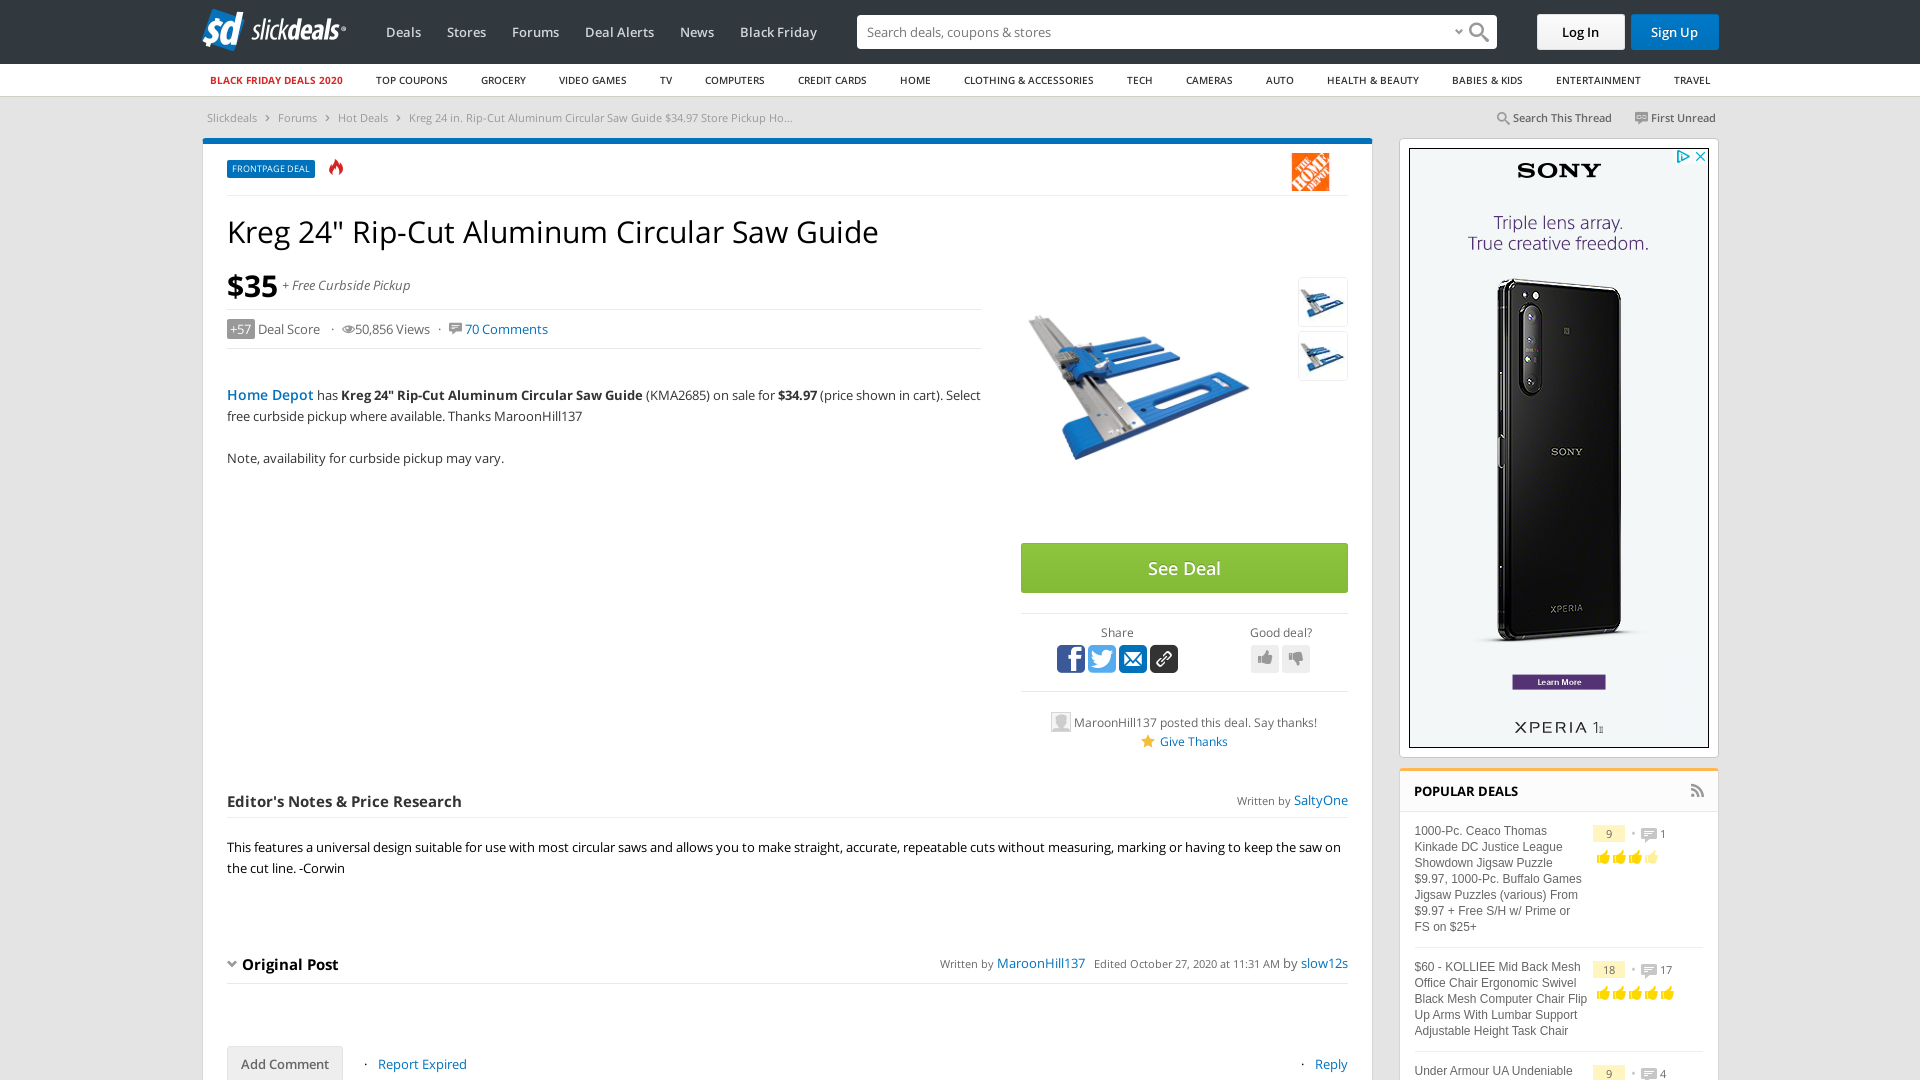 sd slickdeals
Deals Stores Forums Deal Alerts News Black Friday
Search deals, coupons & search
Log In
Sign Up
BLACK FRIDAY DEALS 2020 TOP COUPONS GROCERY VIDEO GAMES TV COMPUTERS CREDIT CARDS HOME CLOTHING & ACCESSORIES TECH CAMERAS AUTO HEALTH & BEAUTY BABIES & KIDS ENTERTAINMENT TRAVEL
Slickdeals > Forums > Hot Deals > Kreg 24 in. Rip-Cut Aluminum Circular Saw Guide $34.97 Store Pickup Ho...
Search This Thread First Unread
FRONTPAGE DEAL
THE HOME DEPOT
Kreg 24" Rip-Cut Aluminum Circular Saw Guide
$35 + Free Curbside Pickup
+57 Deal Score · 50,856 Views · 70 Comments
Home Depot has Kreg 24" Rip-Cut Aluminum Circular Saw Guide (KMA2685) on sale for $34.97 (price shown in cart). Select
free curbside pickup where available. Thanks MaroonHill137
Note, availability for curbside pickup may vary.
See Deal
Share
Good deal?
MaroonHill137 posted this deal. Say thanks!
Give Thanks
Editor's Notes & Price Research
Written by SaltyOne
This features a universal design suitable for use with most circular saws and allows you to make straight, accurate, repeatable cuts without measuring, marking or having to keep the saw on
the cut line. -Corwin
Original Post
Written by MaroonHill137 Edited October 27, 2020 at 11:31 AM by slow12s
Add Comment · Report Expired · Reply
SONY
Triple lens array.
True creative freedom.
SONY
XPERIA
Learn More
XPERIA 1II
POPULAR DEALS
1000-Pc. Ceaco Thomas
Kinkade DC Justice League
Showdown Jigsaw Puzzle
$9.97, 1000-Pc. Buffalo Games
Jigsaw Puzzles (various) From
$9.97 + Free S/H w/ Prime or
FS on $25+
9 • 1
$60 - KOLLIEE Mid Back Mesh
Office Chair Ergonomic Swivel
Black Mesh Computer Chair Flip
Up Arms With Lumbar Support
Adjustable Height Task Chair
18 • 17
Under Armour UA Undeniable
9 • 4